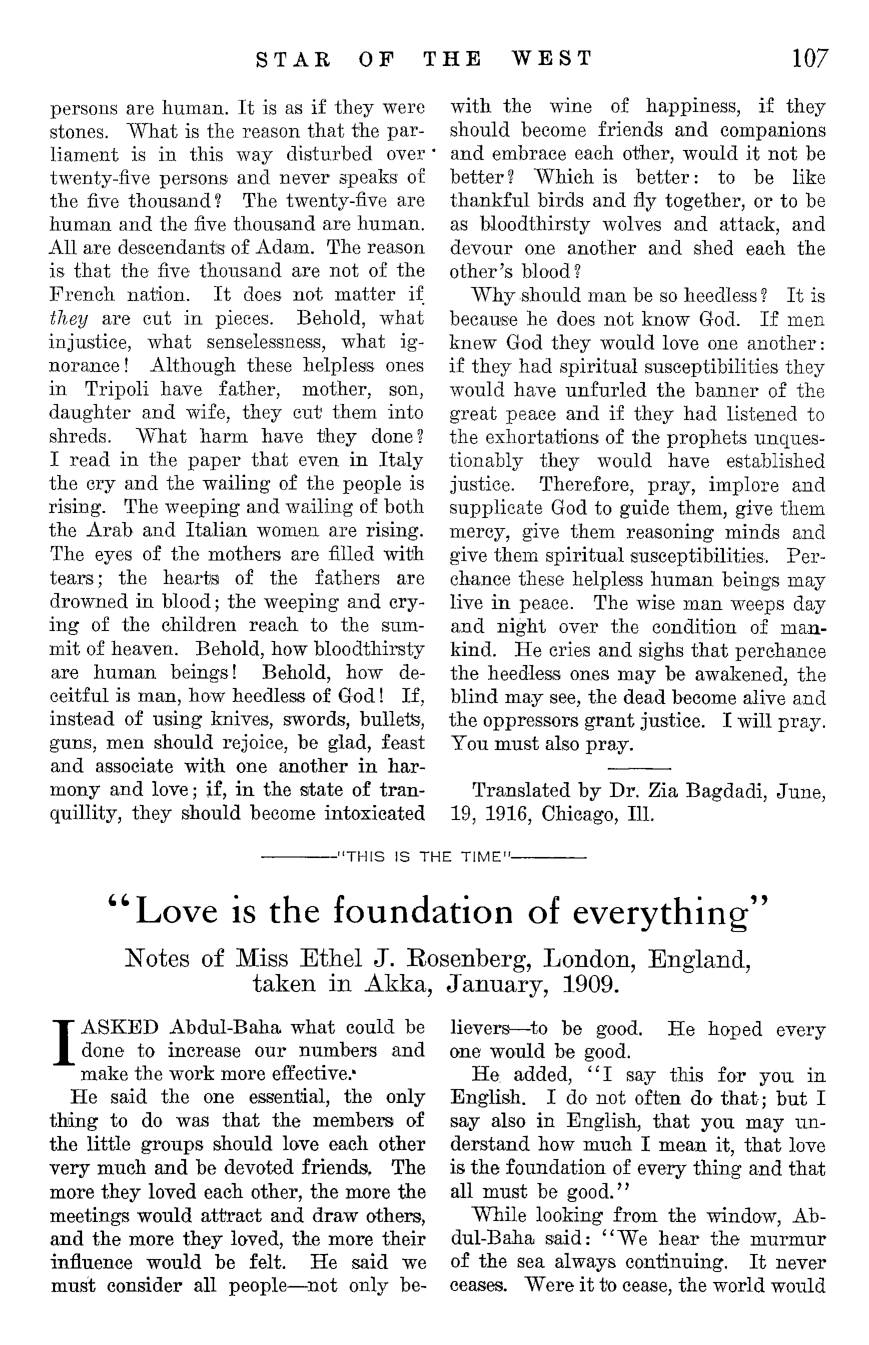 STAR OF THE WEST 107
persons are human. It is as if they were
stones. What is the reason that the par-
liament is in this way disturbed over
twenty-five persons and never speaks of
the five thousand? The twenty-five are
human and the five thousand are human.
All are descendants of Adam. The reason
is that the five thousand are not of the
French nation. It does not matter if
they are cut in pieces. Behold, what
injustice, what senselessness, what ig-
norance! Although these helpless ones
in Tripoli have father, mother, son,
daughter and wife, they cut them into
shreds. What harm have they done?
I read in the paper that even in Italy
the cry and the wailing of the people is
rising. The weeping and wailing of both
the Arab and Italian women are rising.
The eyes of the mothers are filled with
tears; the hearts of the fathers are
drowned in blood; the weeping and cry-
ing of the children reach to the sum-
mit of heaven. Behold, how bloodthirsty
are human beings! Behold, how de-
ceitful is man, how heedless of God! If,
instead of using knives, swords, bullets,
guns, men should rejoice, be glad, feast
and associate with one another in har-
mony and love; if, in the state of tran-
quillity, they should become intoxicated
with the wine of happiness, if they
should become friends and companions
and embrace each other, would it not be
better? Which is better: to be like
thankful birds and fly together, or to be
as bloodthirsty wolves and attack, and
devour one another and shed each the
other's blood?
Why should man be so heedless? It is
because he does not know God. If men
knew God they would love one another:
if they had spiritual susceptibilities they
would have unfurled the banner of the
great peace and if they had listened to
the exhortations of the prophets unques-
tionably they would have established
justice. Therefore, pray, implore and
supplicate God to guide them, give them
mercy, give them reasoning minds and
give them spiritual susceptibilities. Per-
chance these helpless human beings may
live in peace. The wise man weeps day
and night over the condition of man-
kind. He cries and sighs that perchance
the heedless ones may be awakened, the
blind may see, the dead become alive and
the oppressors grant justice. I will pray.
You must also pray.
Translated by Dr. Zia Bagdadi, June,
19, 1916, Chicago, Ill.
"THIS IS THE TIME"
"Love is the foundation of everything"
Notes of Miss Ethel J. Rosenberg, London, England,
taken in Akka, January, 1909.
I ASKED Abdul-Baha what could be
done to increase our numbers and
make the work more effective.
He said the one essential, the only
thing to do was that the members of
the little groups should love each other
very much and be devoted friends. The
more they loved each other, the more the
meetings would attract and draw others,
and the more they loved, the more their
influence would be felt. He said we
must consider all people—not only be-
lievers—to be good. He hoped every
one would be good.
He added, "I say this for you in
English. I do not often do that; but I
say also in English, that you may un-
derstand how much I mean it, that love
is the foundation of every thing and that
all must be good."
While looking from the window, Ab-
dul-Baha said: "We hear the murmur
of the sea always continuing. It never
ceases. Were it to cease, the world would